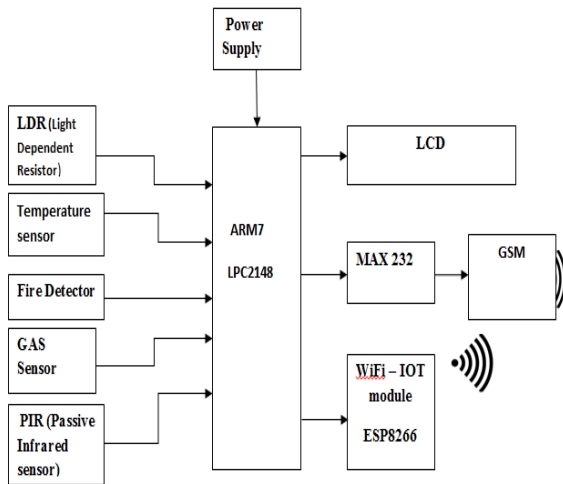 Power
Supply
LDR (Light
Dependent
Resistor)
LCD
Temperature
sensor
ARM7
LPC2148
MAX 232
GSM
Fire Detector
GAS
Sensor
WiFi – IOT
module
ESP8266
PIR (Passive
Infrared
sensor)